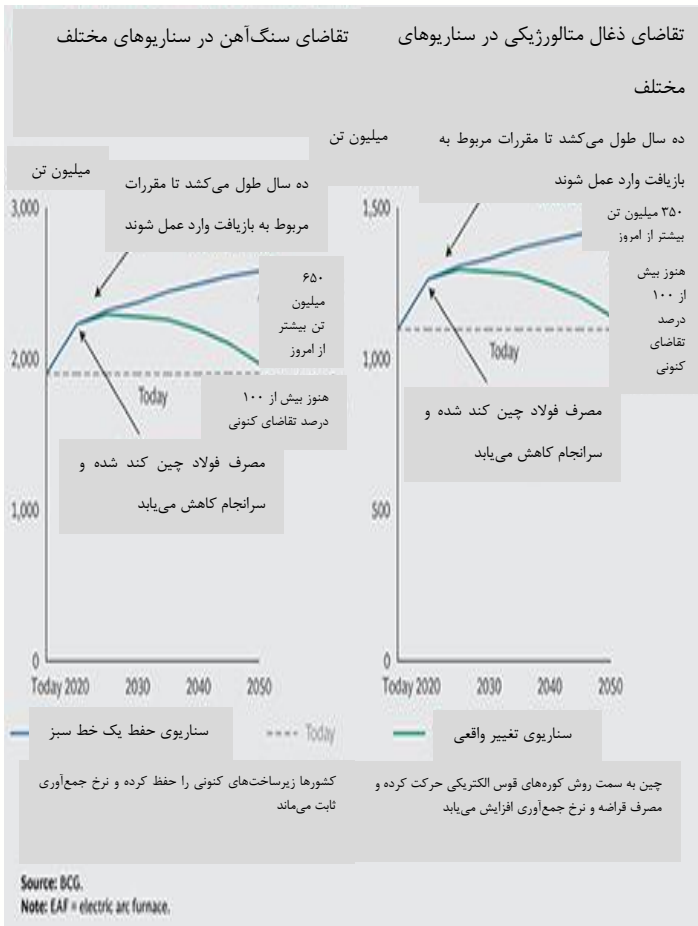 تقاضای ذغال متالورژیکی در سناریوهای
مختلف
میلیون تن
ده سال طول می‌کشد تا مقررات مربوط به
بازیافت وارد عمل شوند
۳۵۰ میلیون تن
بیشتر از امروز
هنوز بیش
از ۱۰۰
درصد
تقاضای
کنونی
مصرف فولاد چین کند شده و
سرانجام کاهش می‌یابد
1,500
1,000
500
0
Today
Today 2020 2030 2040 2050
تقاضای سنگ‌آهن در سناریوهای مختلف
میلیون تن
ده سال طول می‌کشد تا مقررات
مربوط به بازیافت وارد عمل شوند
۶۵۰
میلیون
تن بیشتر
از امروز
هنوز بیش از ۱۰۰
درصد تقاضای کنونی
مصرف فولاد چین کند شده و
سرانجام کاهش می‌یابد
3,000
2,000
1,000
0
Today
Today 2020 2030 2040 2050
سناریوی تغییر واقعی
Today
سناریوی حفظ یک خط سبز
چین به سمت روش کوره‌های قوس الکتریکی حرکت کرده و
مصرف قراضه و نرخ جمع‌آوری افزایش می‌یابد
کشورها زیرساخت‌های کنونی را حفظ کرده و نرخ جمع‌آوری
ثابت می‌ماند
Source: BCG.
Note: EAF = electric arc furnace.